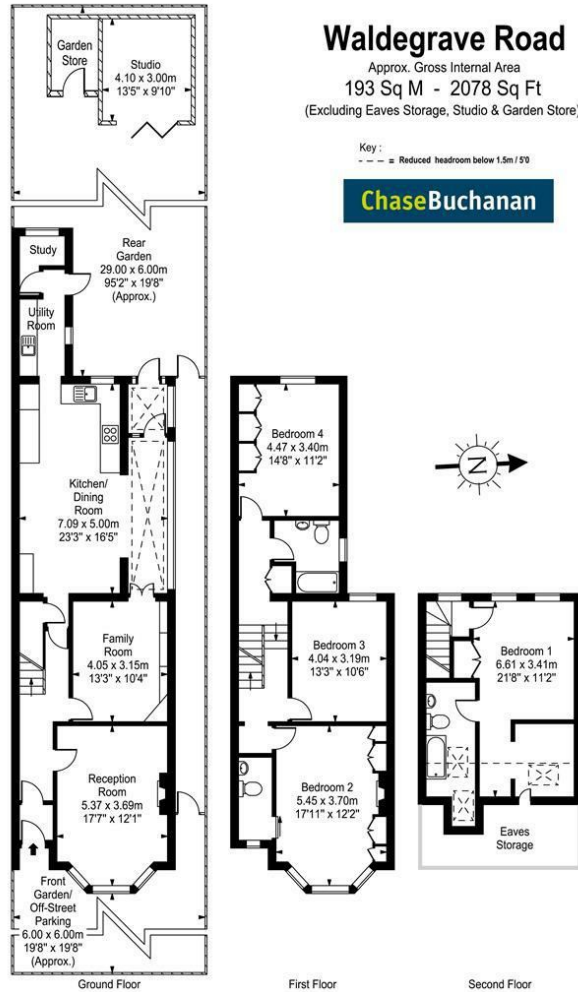 Waldegrave Road
Approx. Gross Internal Area
193 Sq M - 2078 Sq Ft
(Excluding Eaves Storage, Studio & Garden Store)
Key :
= Reduced headroom below 1.5m / 5'0
ChaseBuchanan
Garden
Store
Studio
4.10 x 3.00m
13'5" x 9'10"
Study
Rear
Garden
29.00 x 6.00m
95'2" x 19'8"
(Approx.)
Utility
Room
Kitchen/
Dining
Room
7.09 x 5.00m
23'3" x 16'5"
Family
Room
4.05 x 3.15m
13'3" x 10'4"
Reception
Room
5.37 x 3.69m
17'7" x 12'1"
Front
Garden/
Off-Street
Parking
6.00 x 6.00m
19'8" x 19'8"
(Approx.)
Ground Floor
Bedroom 4
4.47 x 3.40m
14'8" x 11'2"
Bedroom 3
4.04 x 3.19m
13'3" x 10'6"
Bedroom 2
5.45 x 3.70m
17'11" x 12'2"
First Floor
N
Bedroom 1
6.61 x 3.41m
21'8" x 11'2"
Eaves
Storage
Second Floor